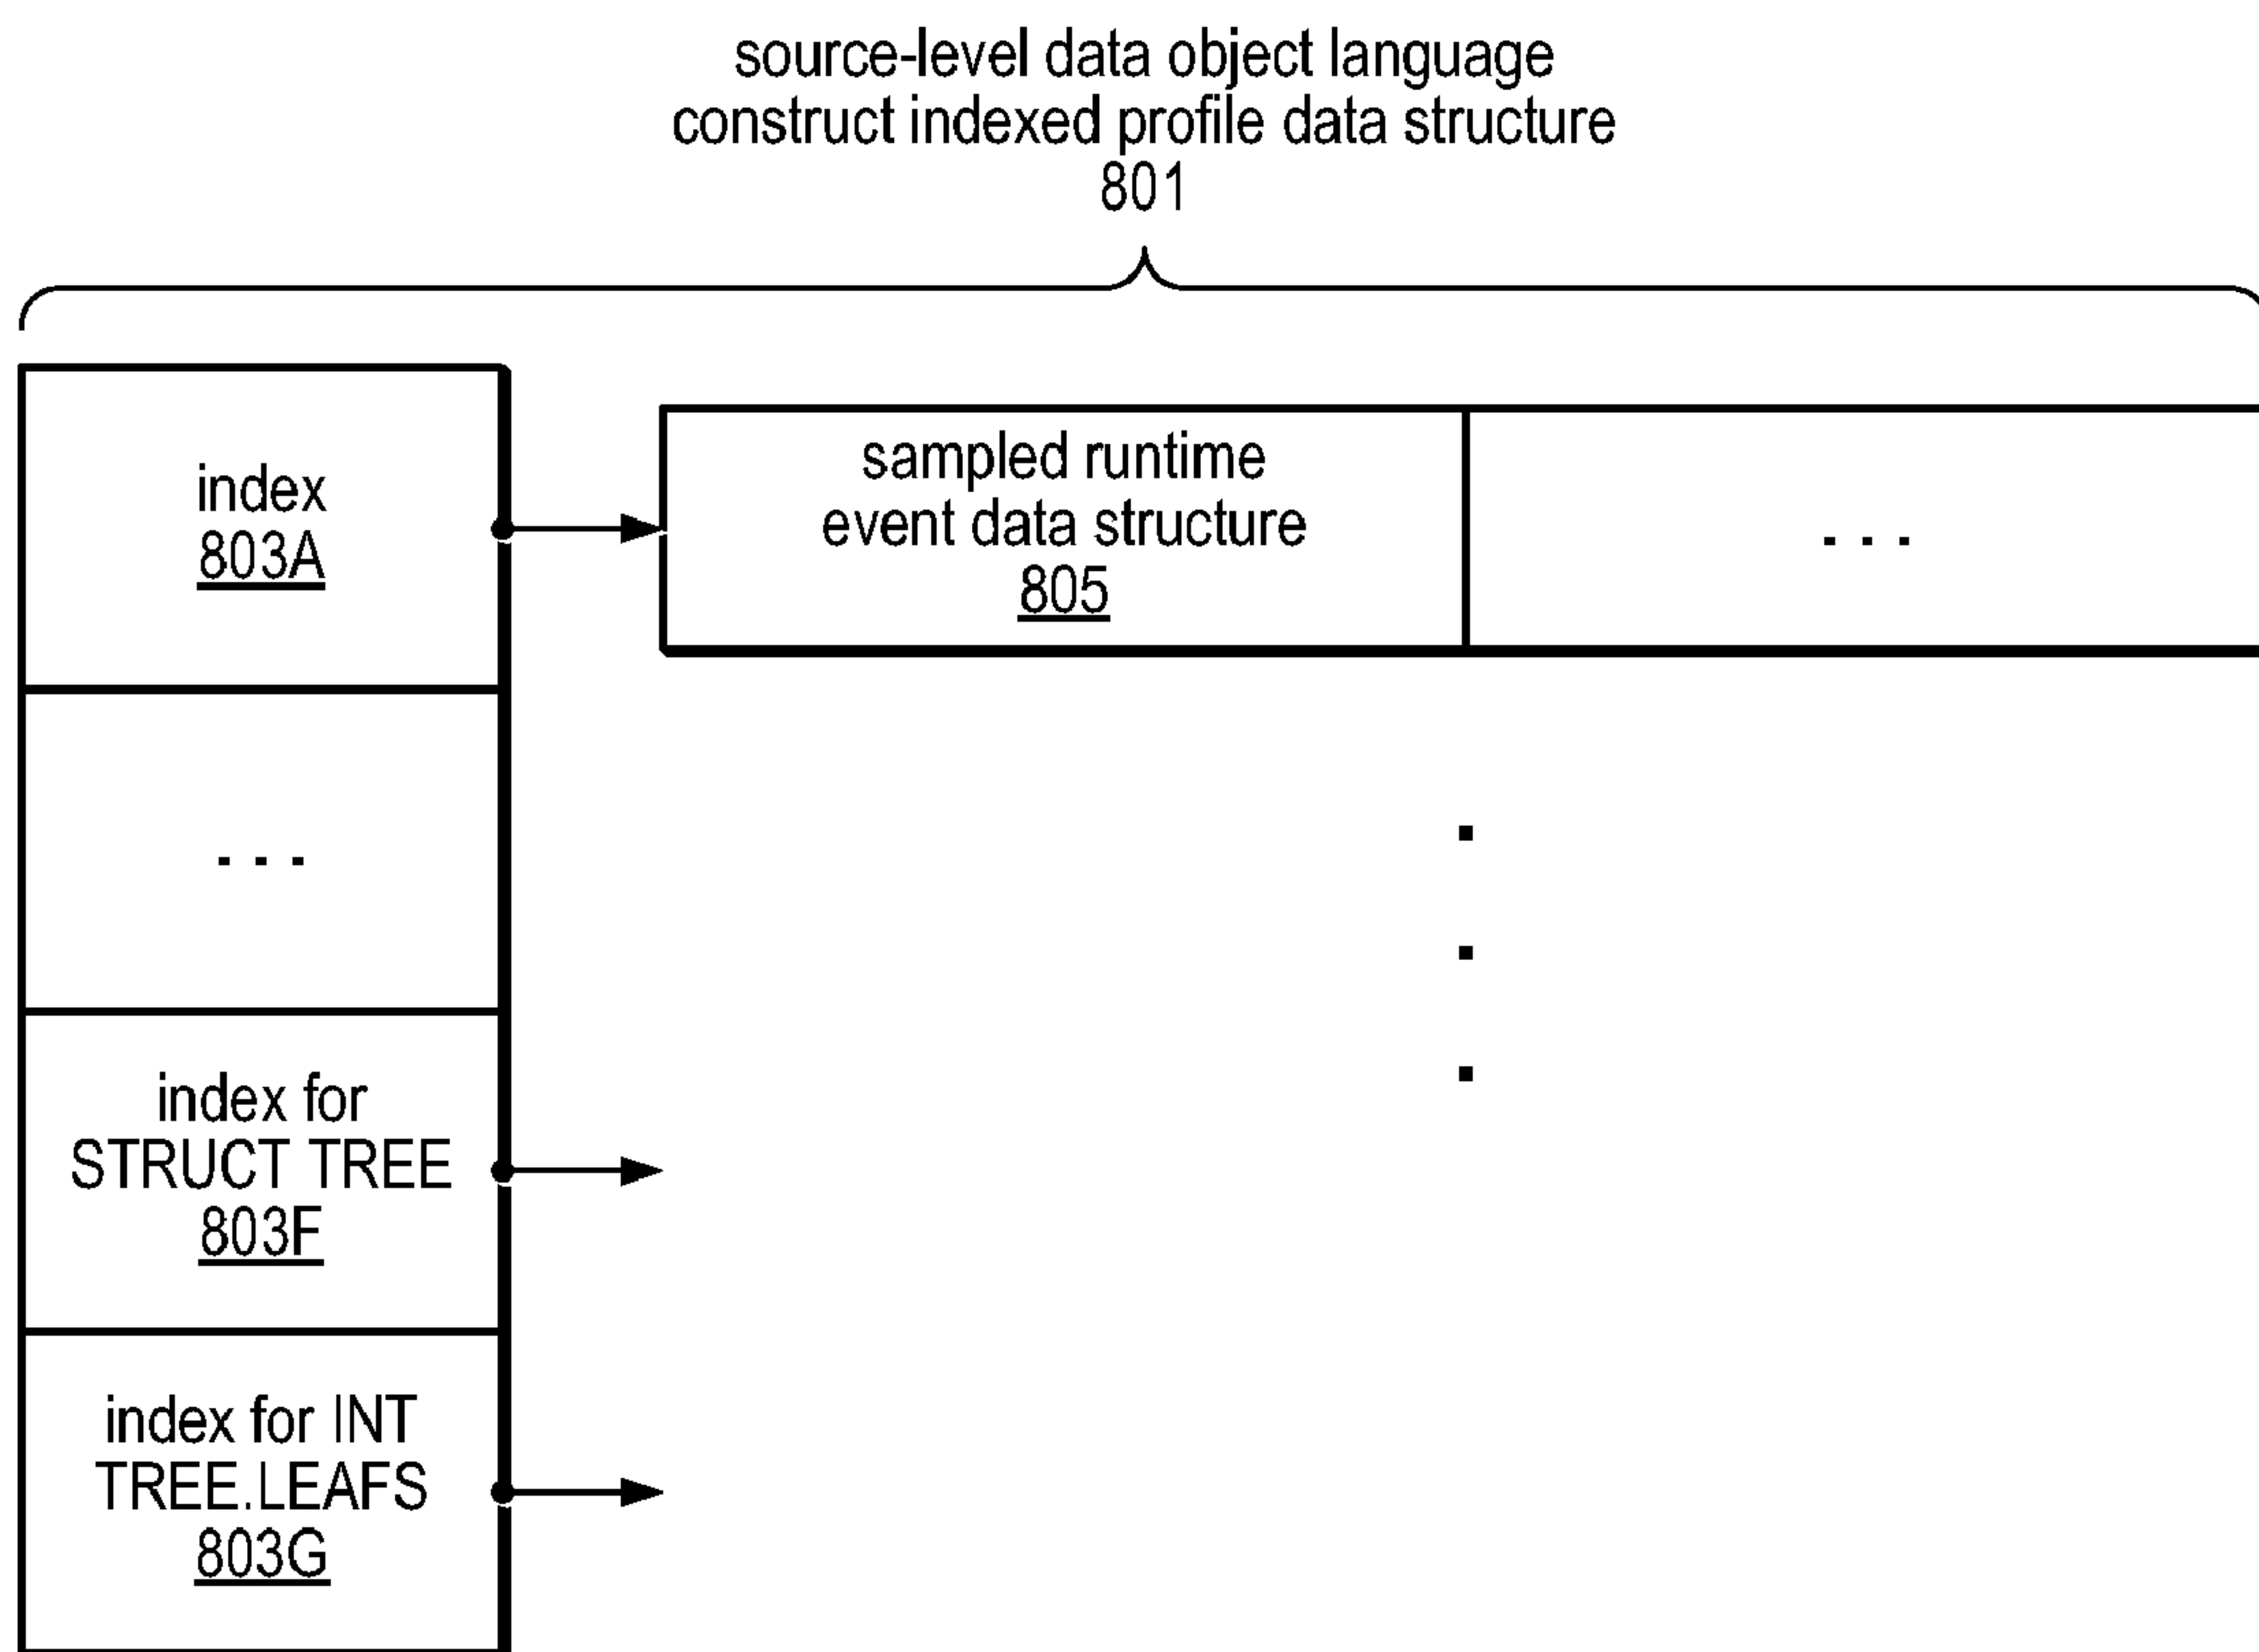 source-level data object language
construct indexed profile data structure
801
index
803A
sampled runtime
event data structure
805
. . .
. . .
index for
STRUCT TREE
803F
index for INT
TREE.LEAFS
803G